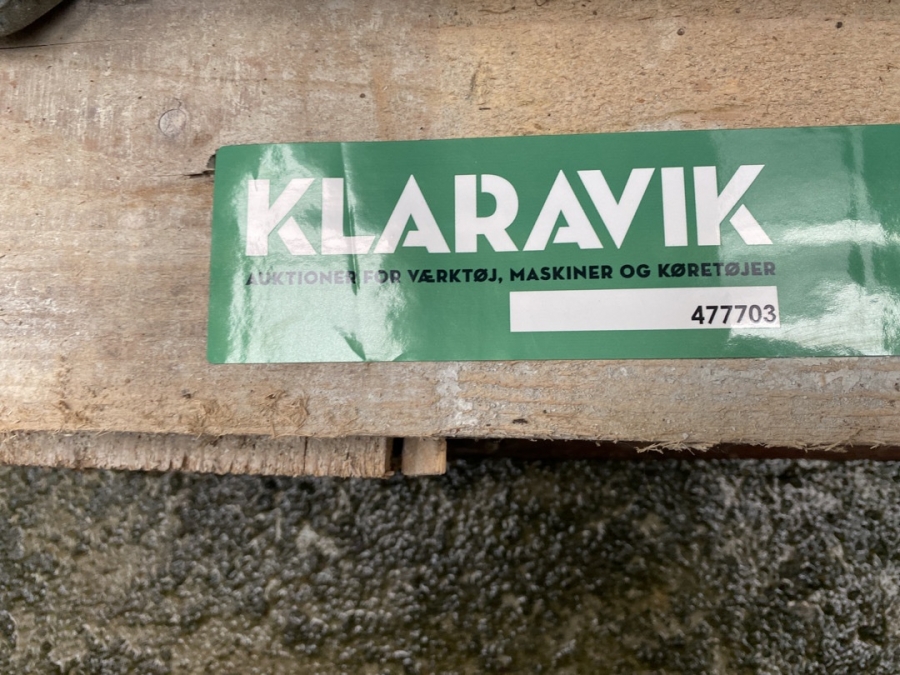 KLARAVIK
AUKTIONER FOR VÆRKTØJ, MASKINER OG KØRETØJER
477703